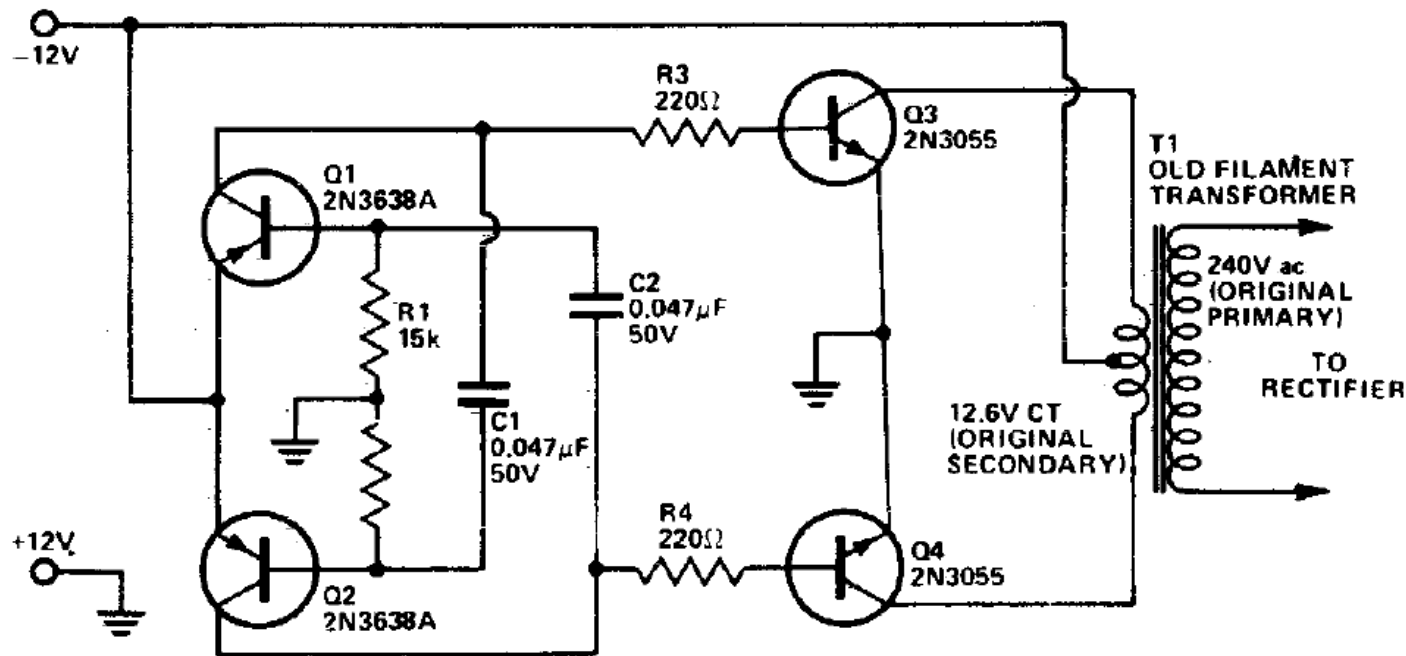 −12V
R3
220Ω
Q3
2N3055
T1
OLD FILAMENT
TRANSFORMER
Q1
2N3638A
240V ac
(ORIGINAL
PRIMARY)
C2
0.047µF
50V
R1
15k
TO
RECTIFIER
C1
0.047µF
50V
12.6V CT
(ORIGINAL
SECONDARY)
+12V
R4
220Ω
Q4
2N3055
Q2
2N3638A